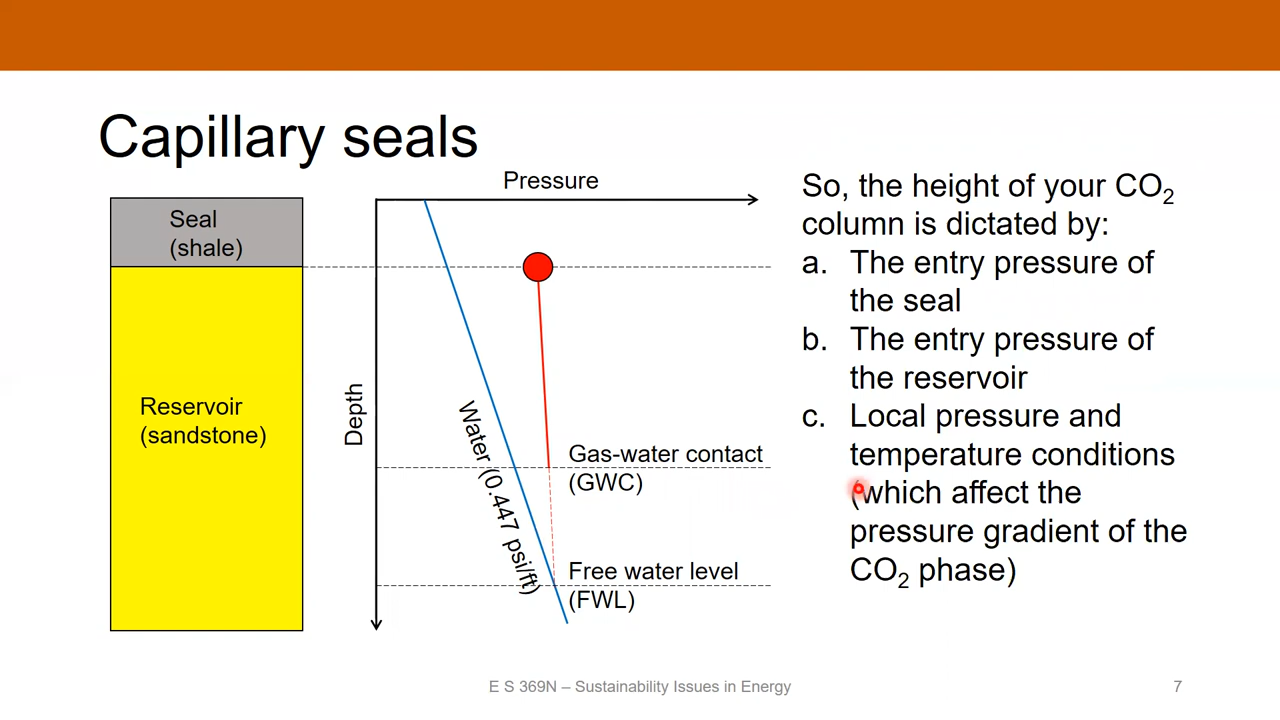 Capillary seals
Seal
(shale)
Reservoir
(sandstone)
Pressure
Depth
Water (0.447 psi/ft)
Gas-water contact
(GWC)
Free water level
(FWL)
So, the height of your CO₂
column is dictated by:
a. The entry pressure of
the seal
b. The entry pressure of
the reservoir
c. Local pressure and
temperature conditions
(which affect the
pressure gradient of the
CO₂ phase)
E S 369N – Sustainability Issues in Energy
7